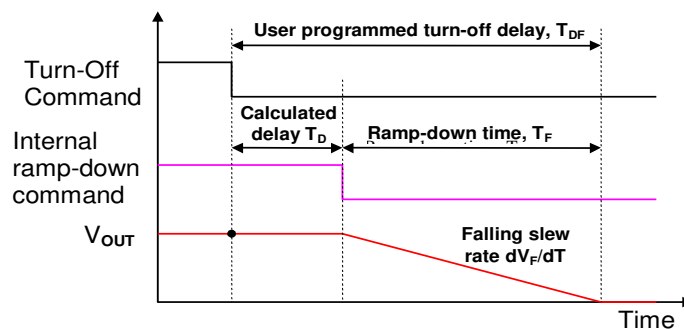 User programmed turn-off delay, TDF
Turn-Off
Command
Calculated
delay TD
Ramp-down time, TF
Internal
ramp-down
command
VOUT
Falling slew
rate dVF/dT
Time